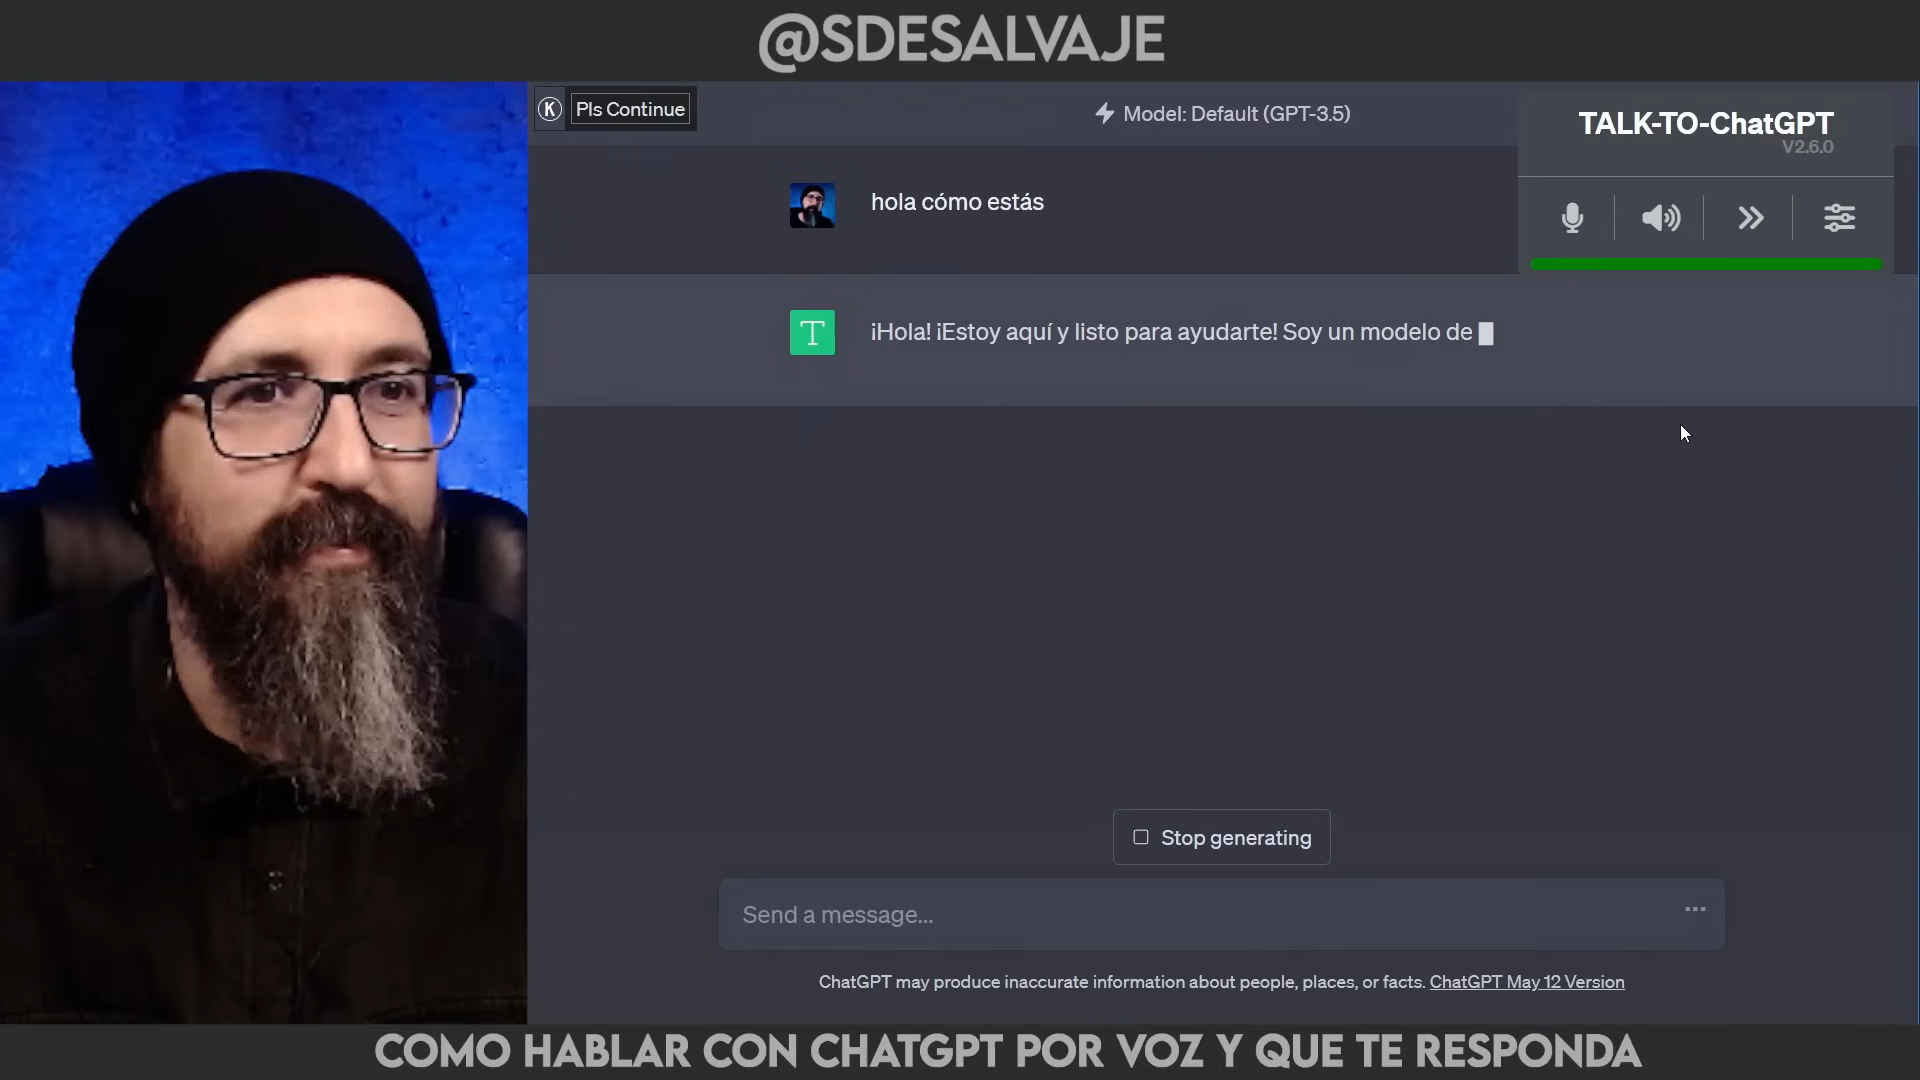 @SDESALVAJE
K Pls Continue
Model: Default (GPT-3.5)
TALK-TO-ChatGPT
V2.6.0
hola cómo estás
¡Hola! ¡Estoy aquí y listo para ayudarte! Soy un modelo de
Stop generating
Send a message...
ChatGPT may produce inaccurate information about people, places, or facts. ChatGPT May 12 Version
COMO HABLAR CON CHATGPT POR VOZ Y QUE TE RESPONDA